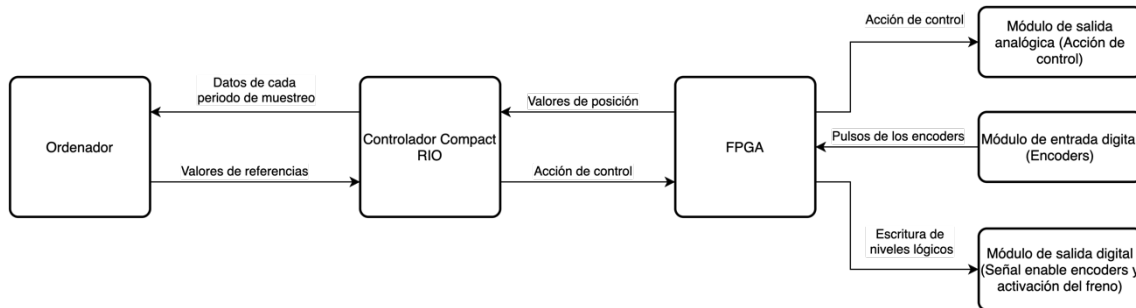 Acción de control
Módulo de salida
analógica (Acción de
control)
Datos de cada
periodo de muestreo
Valores de posición
Ordenador
Controlador Compact
RIO
FPGA
Pulsos de los encoders
Módulo de entrada digital
(Encoders)
Valores de referencias
Acción de control
Escritura de
niveles lógicos
Módulo de salida digital
(Señal enable encoders y
activación del freno)